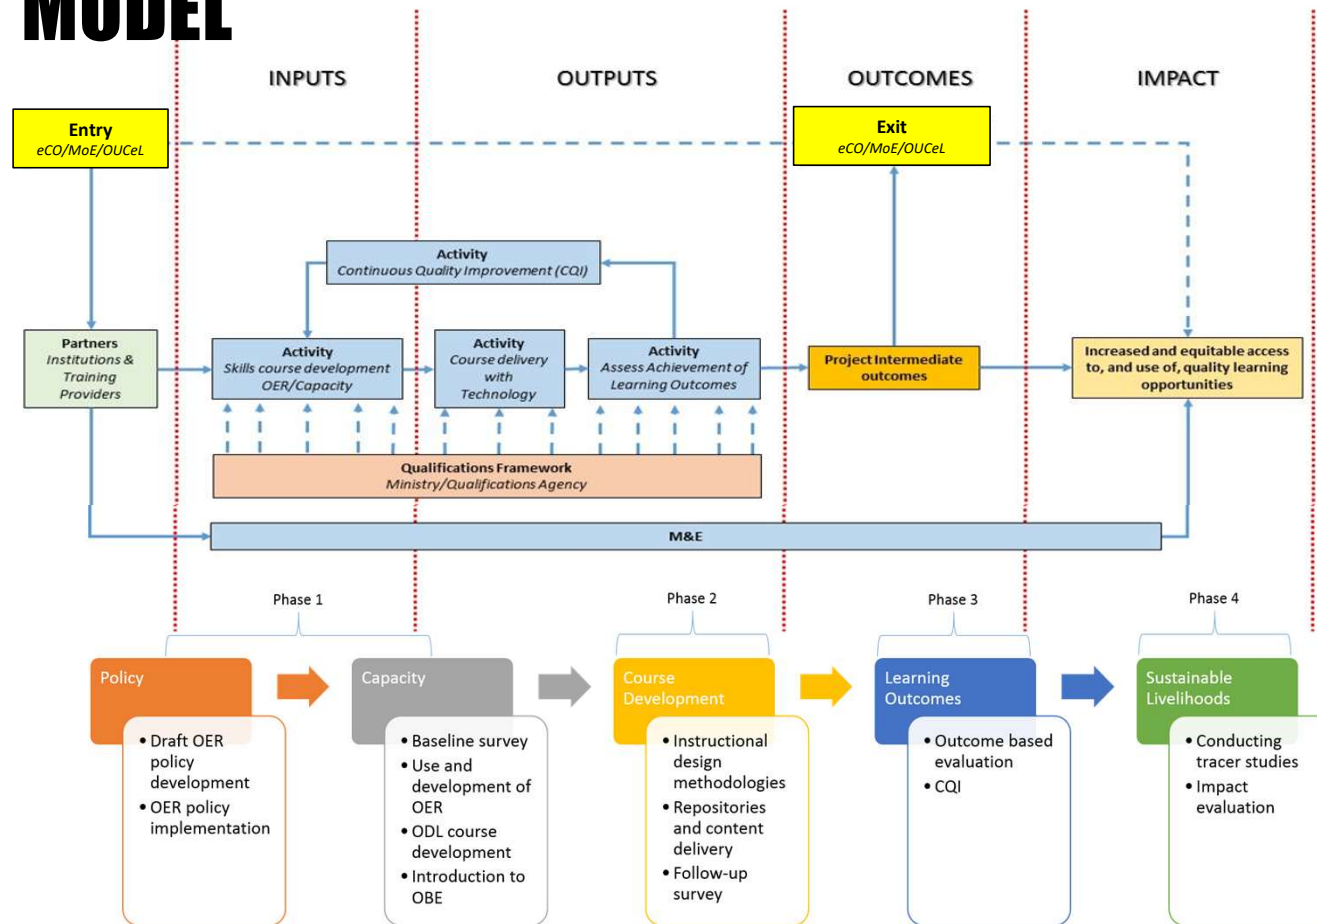 MODEL
INPUTS
OUTPUTS
OUTCOMES
IMPACT
Entry
eCO/MoE/OUCeL
Exit
eCO/MoE/OUCeL
Activity
Continuous Quality Improvement (CQI)
Partners
Institutions &
Training
Providers
Activity
Skills course development
OER/Capacity
Activity
Course delivery
with
Technology
Activity
Assess Achievement of
Learning Outcomes
Project Intermediate
outcomes
Increased and equitable access
to, and use of, quality learning
opportunities
Qualifications Framework
Ministry/Qualifications Agency
M&E
Phase 1
Phase 2
Phase 3
Phase 4
Policy
• Draft OER
policy
development
• OER policy
implementation
Capacity
• Baseline survey
• Use and
development of
OER
• ODL course
development
• Introduction to
OBE
Course
Development
• Instructional
design
methodologies
• Repositories
and content
delivery
• Follow-up
survey
Learning
Outcomes
• Outcome based
evaluation
• CQI
Sustainable
Livelihoods
• Conducting
tracer studies
• Impact
evaluation